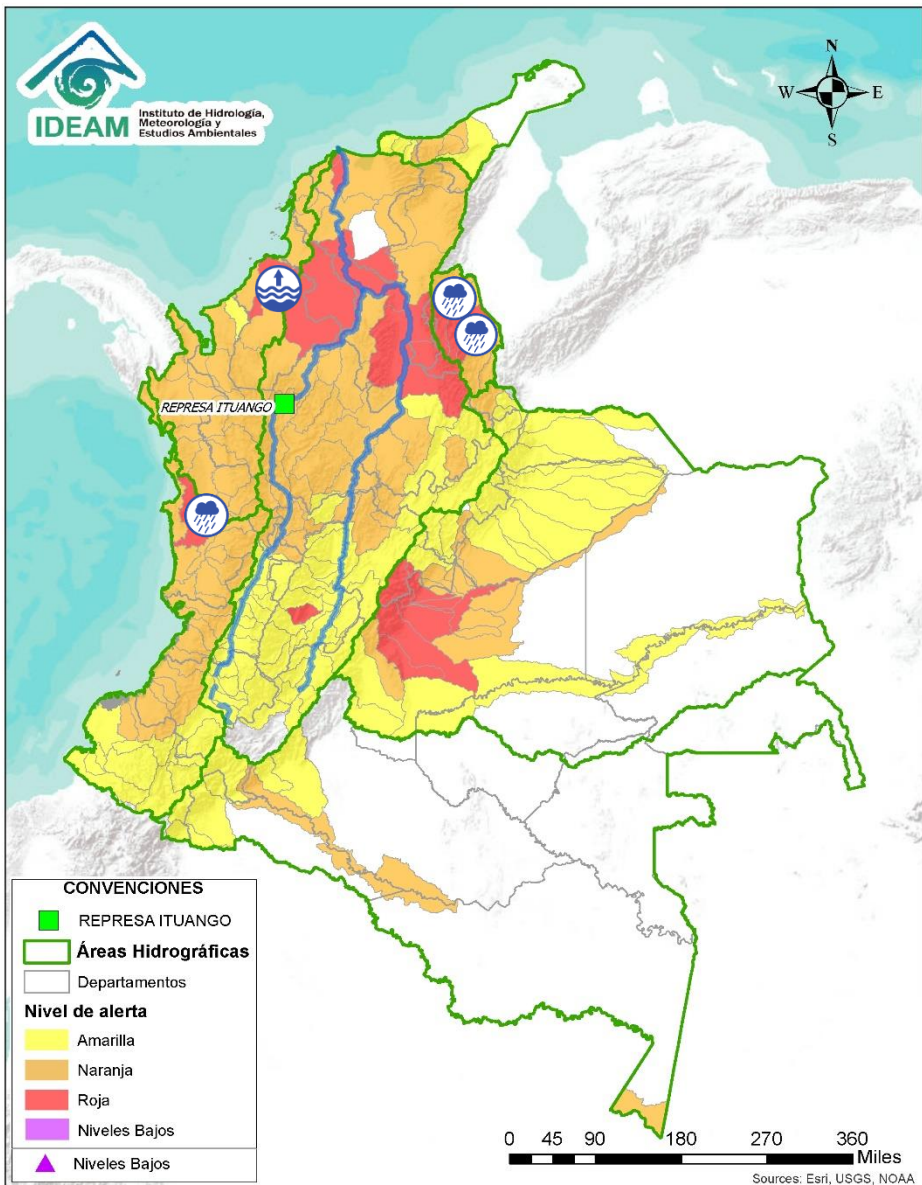 IDEAM
Instituto de Hidrología,
Meteorología y
Estudios Ambientales
N
W
E
S
REPRESA ITUANGO
CONVENCIONES
REPRESA ITUANGO
Áreas Hidrográficas
Departamentos
Nivel de alerta
Amarilla
Naranja
Roja
Niveles Bajos
Niveles Bajos
0 45 90 180 270 360
Miles
Sources: Esri, USGS, NOAA